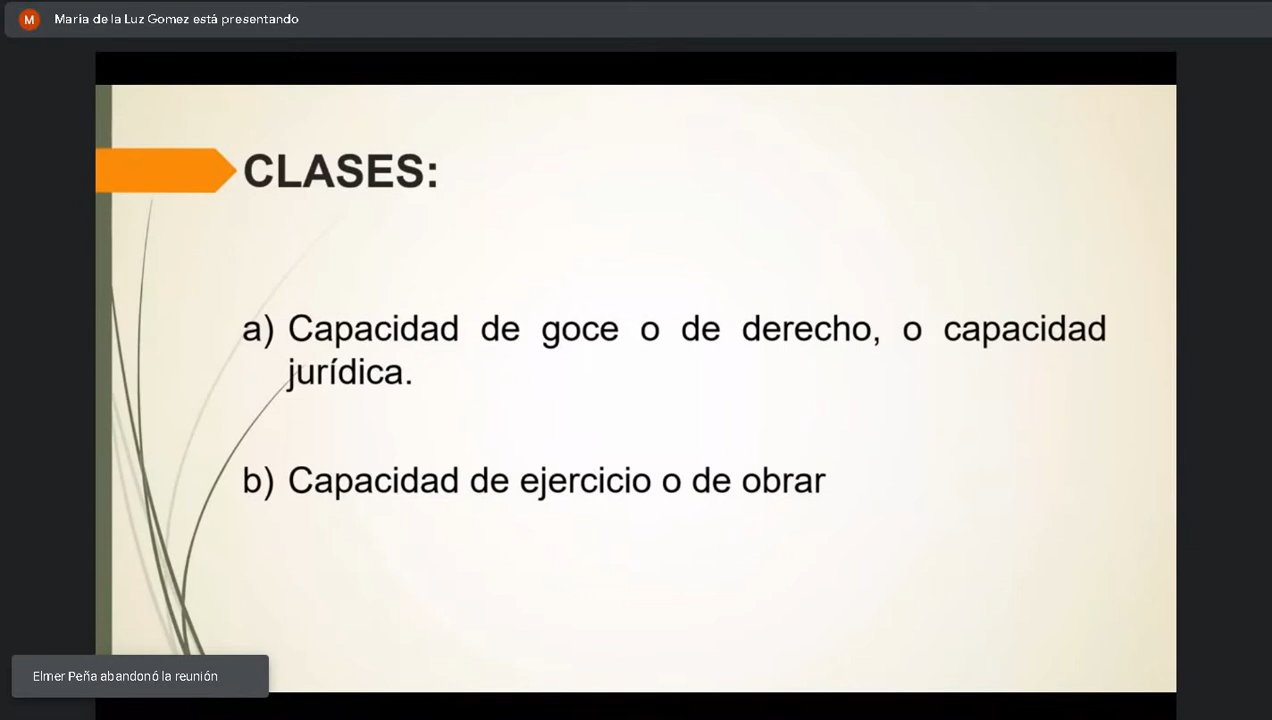 M
Maria de la Luz Gomez está presentando
CLASES:
a) Capacidad de goce o de derecho, o capacidad
jurídica.
b) Capacidad de ejercicio o de obrar
Elmer Peña abandonó la reunión